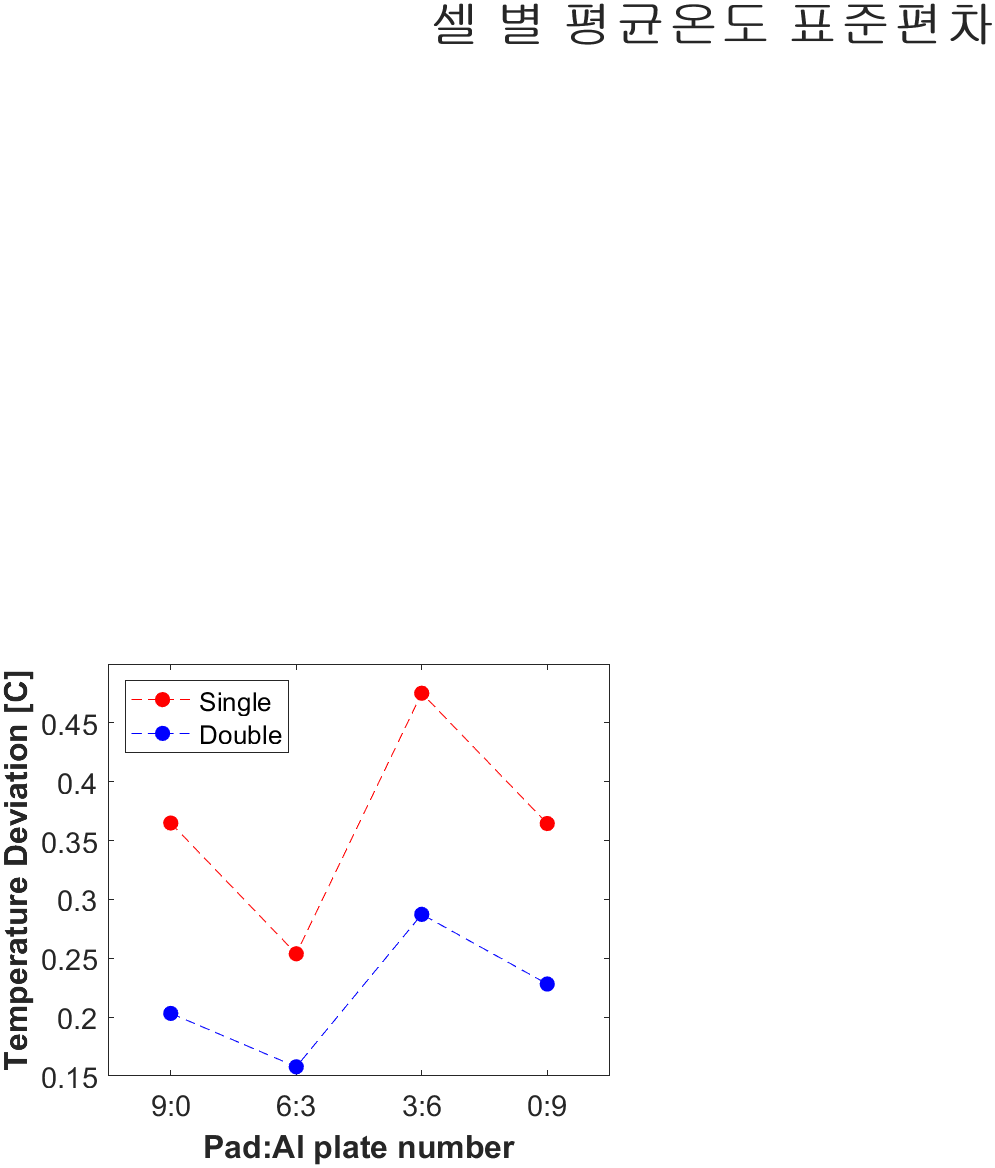 셀 별 평균온도 표준편차
Temperature Deviation [C]
Single
Double
0.45
0.4
0.35
0.3
0.25
0.2
0.15
9:0 6:3 3:6 0:9
Pad:Al plate number